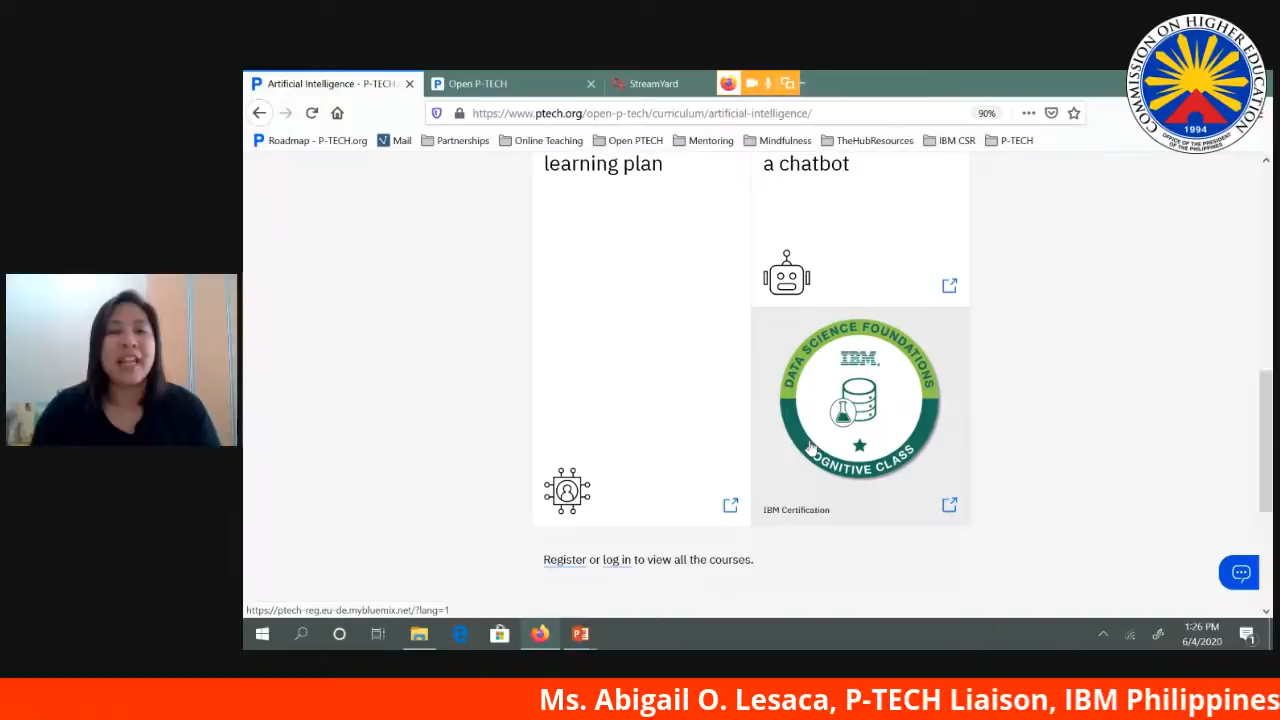 COMMISSION ON HIGHER EDUCATION
OFFICE OF THE PRESIDENT
OF THE PHILIPPINES
1994
Artificial Intelligence - P-TECH
Open P-TECH
StreamYard
https://www.ptech.org/open-p-tech/curriculum/artificial-intelligence/
90%
Roadmap - P-TECH.org
Mail
Partnerships
Online Teaching
Open PTECH
Mentoring
Mindfulness
TheHubResources
IBM CSR
P-TECH
learning plan
a chatbot
DATA SCIENCE FOUNDATIONS
IBM
COGNITIVE CLASS
IBM Certification
Register or log in to view all the courses.
https://ptech-reg.eu-de.mybluemix.net/?lang=1
1:26 PM
6/4/2020
1
Ms. Abigail O. Lesaca, P-TECH Liaison, IBM Philippines